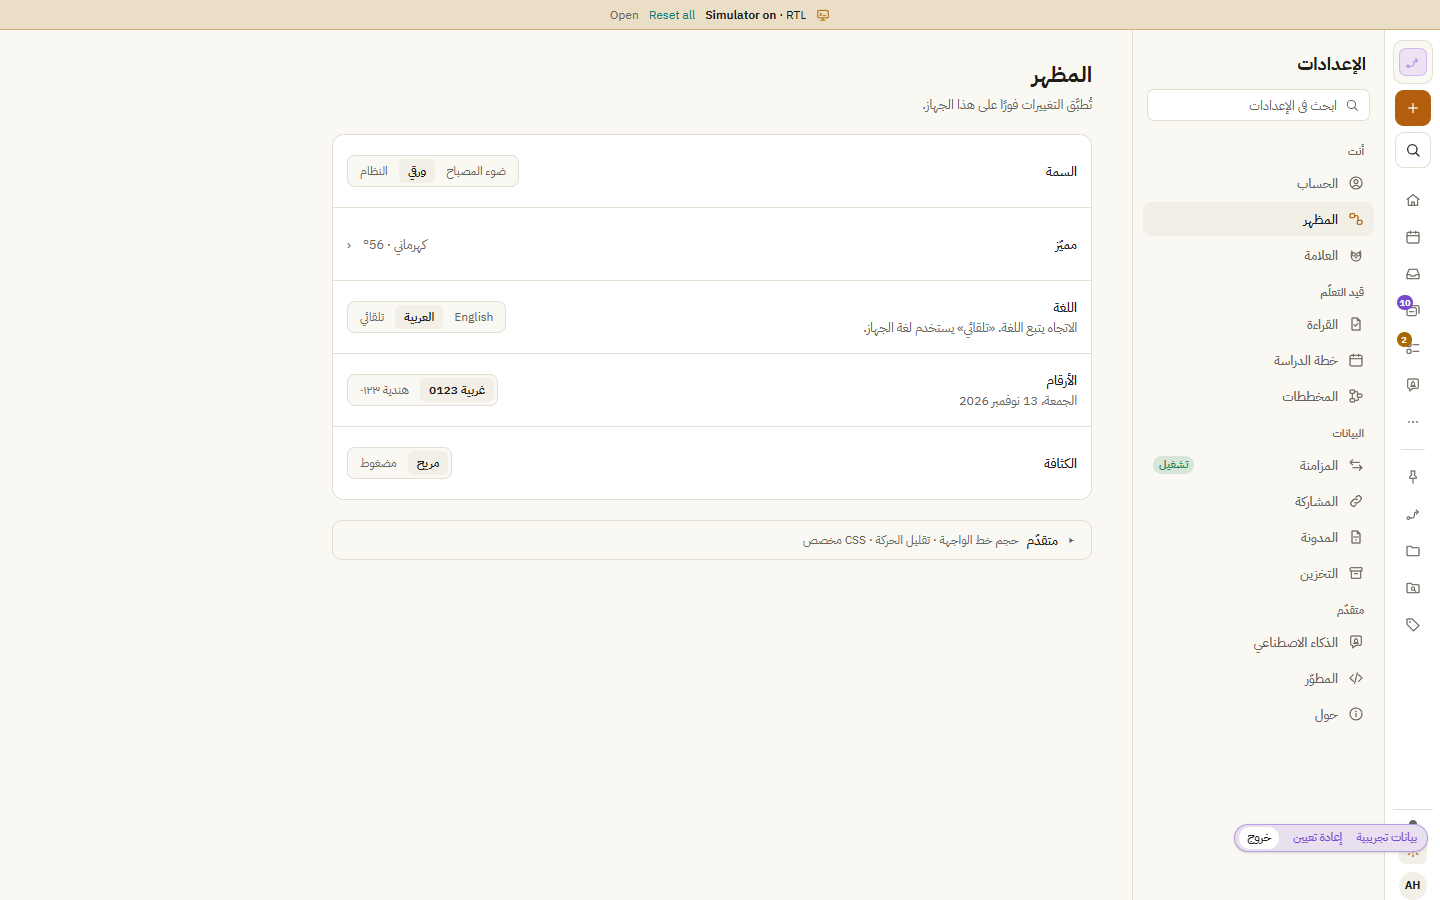 Simulator on · RTL Reset all Open
الإعدادات
ابحث في الإعدادات
أنت
الحساب
المظهر
العلامة
قيد التعلّم
القراءة
خطة الدراسة
المخططات
البيانات
المزامنة تشغيل
المشاركة
المدونة
التخزين
متقدّم
الذكاء الاصطناعي
المطوّر
حول
10
2
بيانات تجريبية إعادة تعيين خروج
AH
المظهر
تُطبَّق التغييرات فورًا على هذا الجهاز.
السمة
ضوء المصباح ورقي النظام
مميّز
كهرماني · 56°
اللغة
الاتجاه يتبع اللغة. «تلقائي» يستخدم لغة الجهاز.
English العربية تلقائي
الأرقام
الجمعة، 13 نوفمبر 2026
غربية 0123 هندية ٠١٢٣
الكثافة
مريح مضغوط
متقدّم حجم خط الواجهة · تقليل الحركة · CSS مخصص